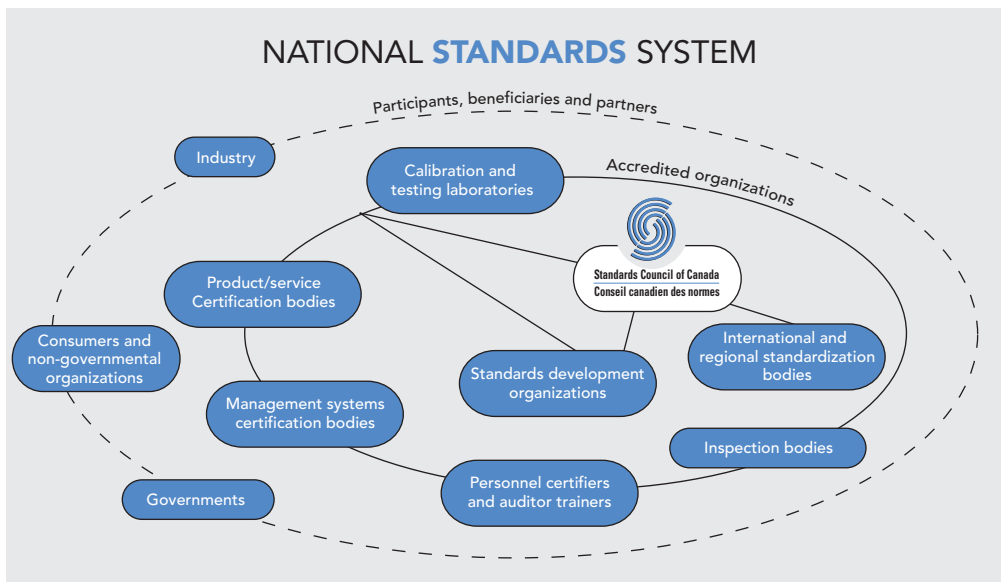 NATIONAL STANDARDS SYSTEM
Participants, beneficiaries and partners
Industry
Calibration and
testing laboratories
Accredited organizations
Standards Council of Canada
Conseil canadien des normes
Product/service
Certification bodies
Consumers and
non-governmental
organizations
International and
regional standardization
bodies
Standards development
organizations
Management systems
certification bodies
Inspection bodies
Personnel certifiers
and auditor trainers
Governments